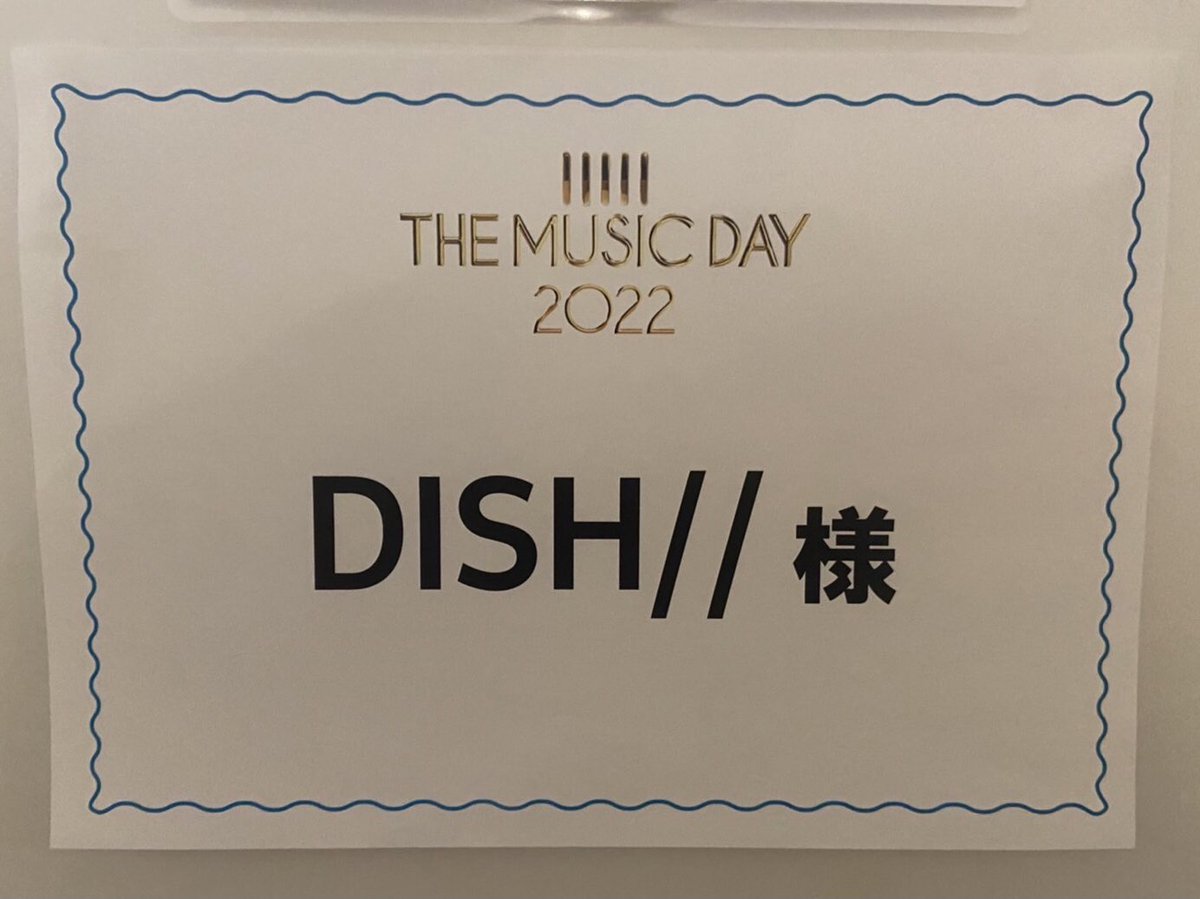 THE MUSIC DAY
2022
DISH// 様